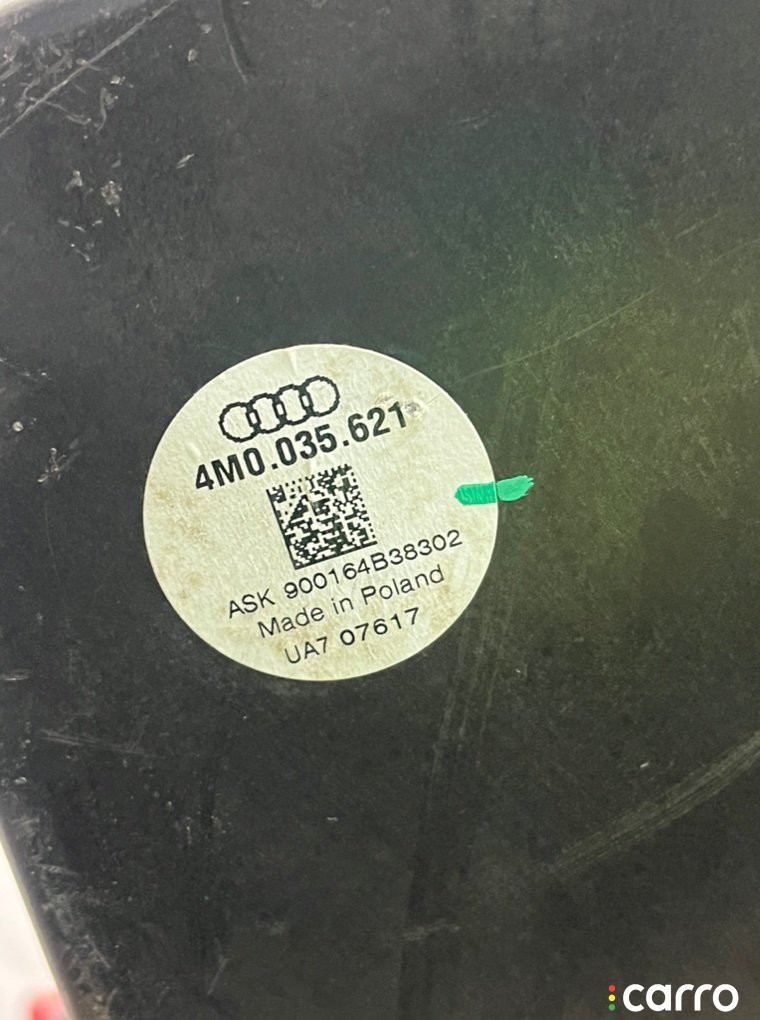 4M0.035.621
ASK 900164B38302
Made in Poland
UA7 07617
carro